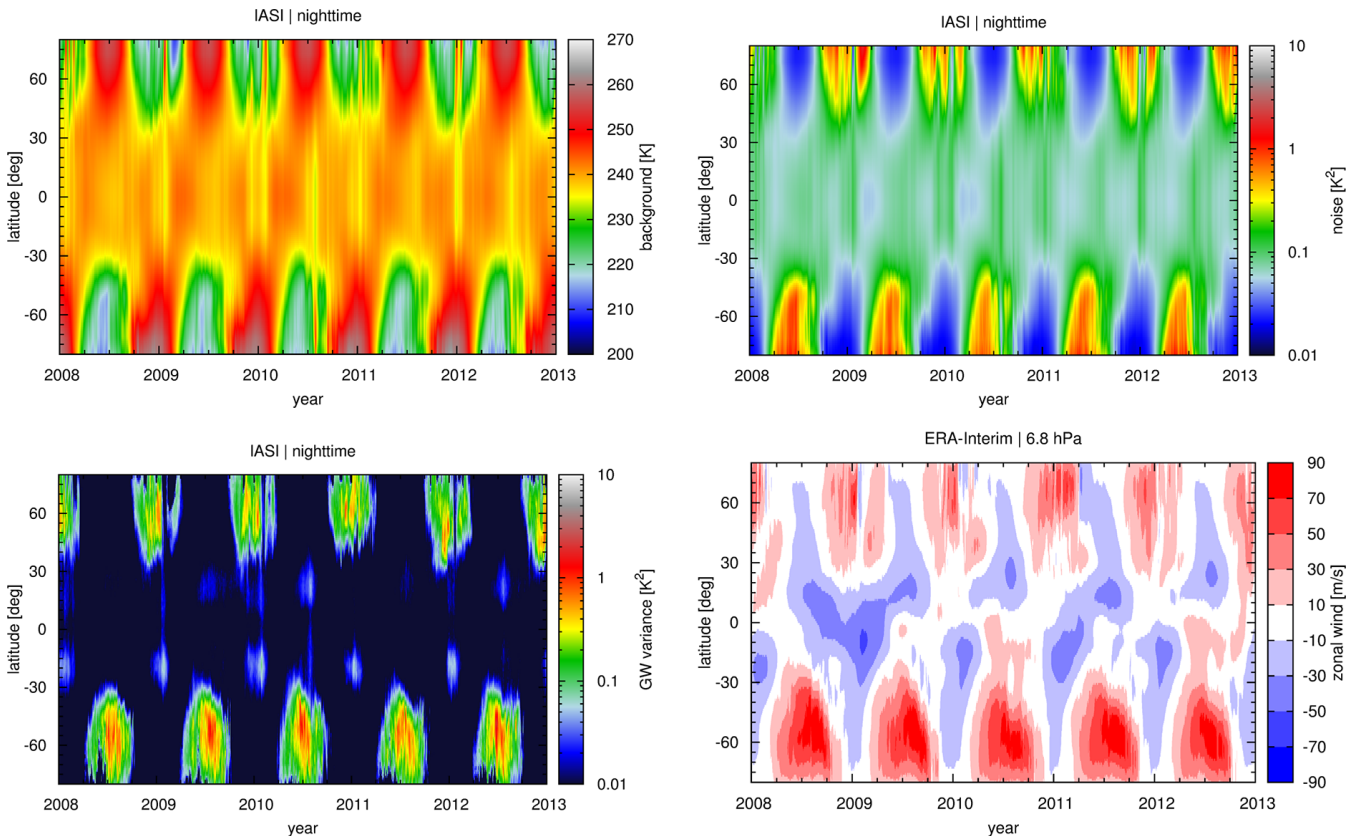 IASI | nighttime
latitude [deg]
60
30
0
-30
-60
2008 2009 2010 2011 2012 2013
year
270
260
250
240
230
220
210
200
background [K]
IASI | nighttime
latitude [deg]
60
30
0
-30
-60
2008 2009 2010 2011 2012 2013
year
10
1
0.1
0.01
noise [K²]
IASI | nighttime
latitude [deg]
60
30
0
-30
-60
2008 2009 2010 2011 2012 2013
year
10
1
0.1
0.01
GW variance [K²]
ERA-Interim | 6.8 hPa
latitude [deg]
60
30
0
-30
-60
2008 2009 2010 2011 2012 2013
year
90
70
50
30
10
-10
-30
-50
-70
-90
zonal wind [m/s]